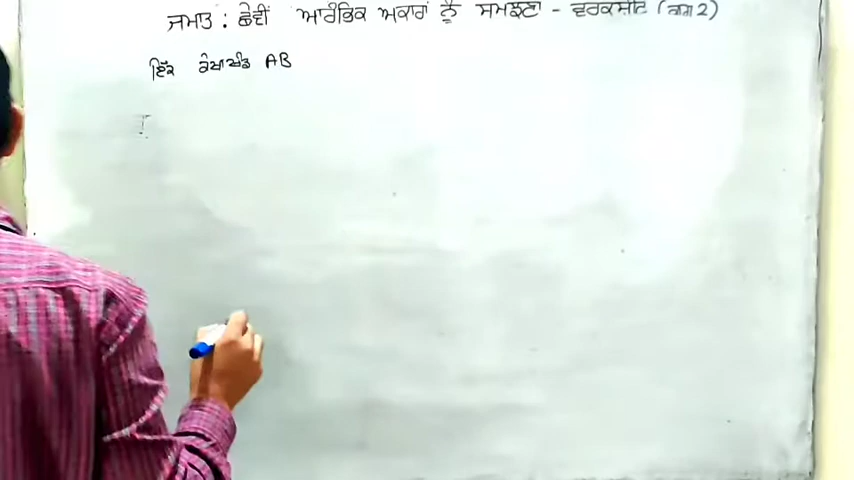 ਜਮਾਤ : ਛੇਵੀਂ ਆਰੰਭਿਕ ਅਕਾਰਾਂ ਨੂੰ ਸਮਝਣਾ - ਵਰਕਸ਼ੀਟ (ਭਾਗ 2)
ਇੱਕ ਰੇਖਾਖੰਡ AB